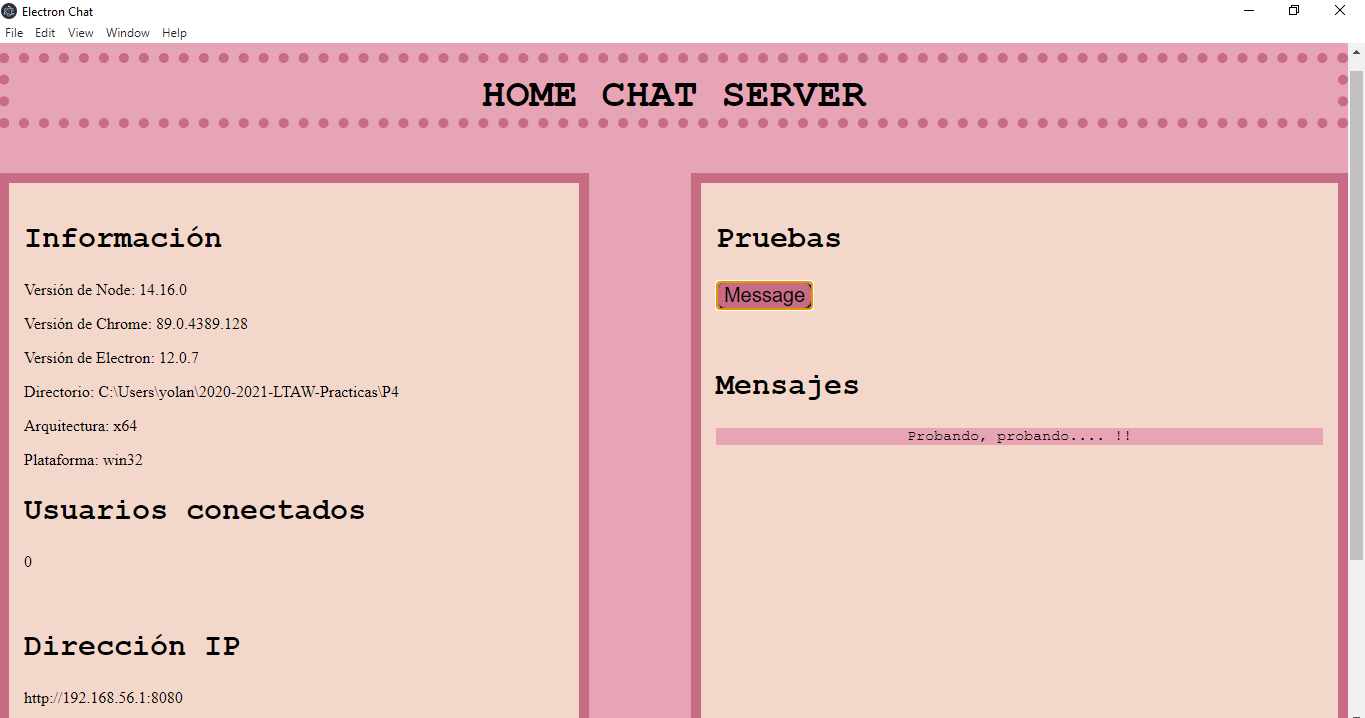 Electron Chat
File Edit View Window Help
HOME CHAT SERVER
Información
Versión de Node: 14.16.0
Versión de Chrome: 89.0.4389.128
Versión de Electron: 12.0.7
Directorio: C:\Users\yolan\2020-2021-LTAW-Practicas\P4
Arquitectura: x64
Plataforma: win32
Usuarios conectados
0
Dirección IP
http://192.168.56.1:8080
Pruebas
Message
Mensajes
Probando, probando.... !!